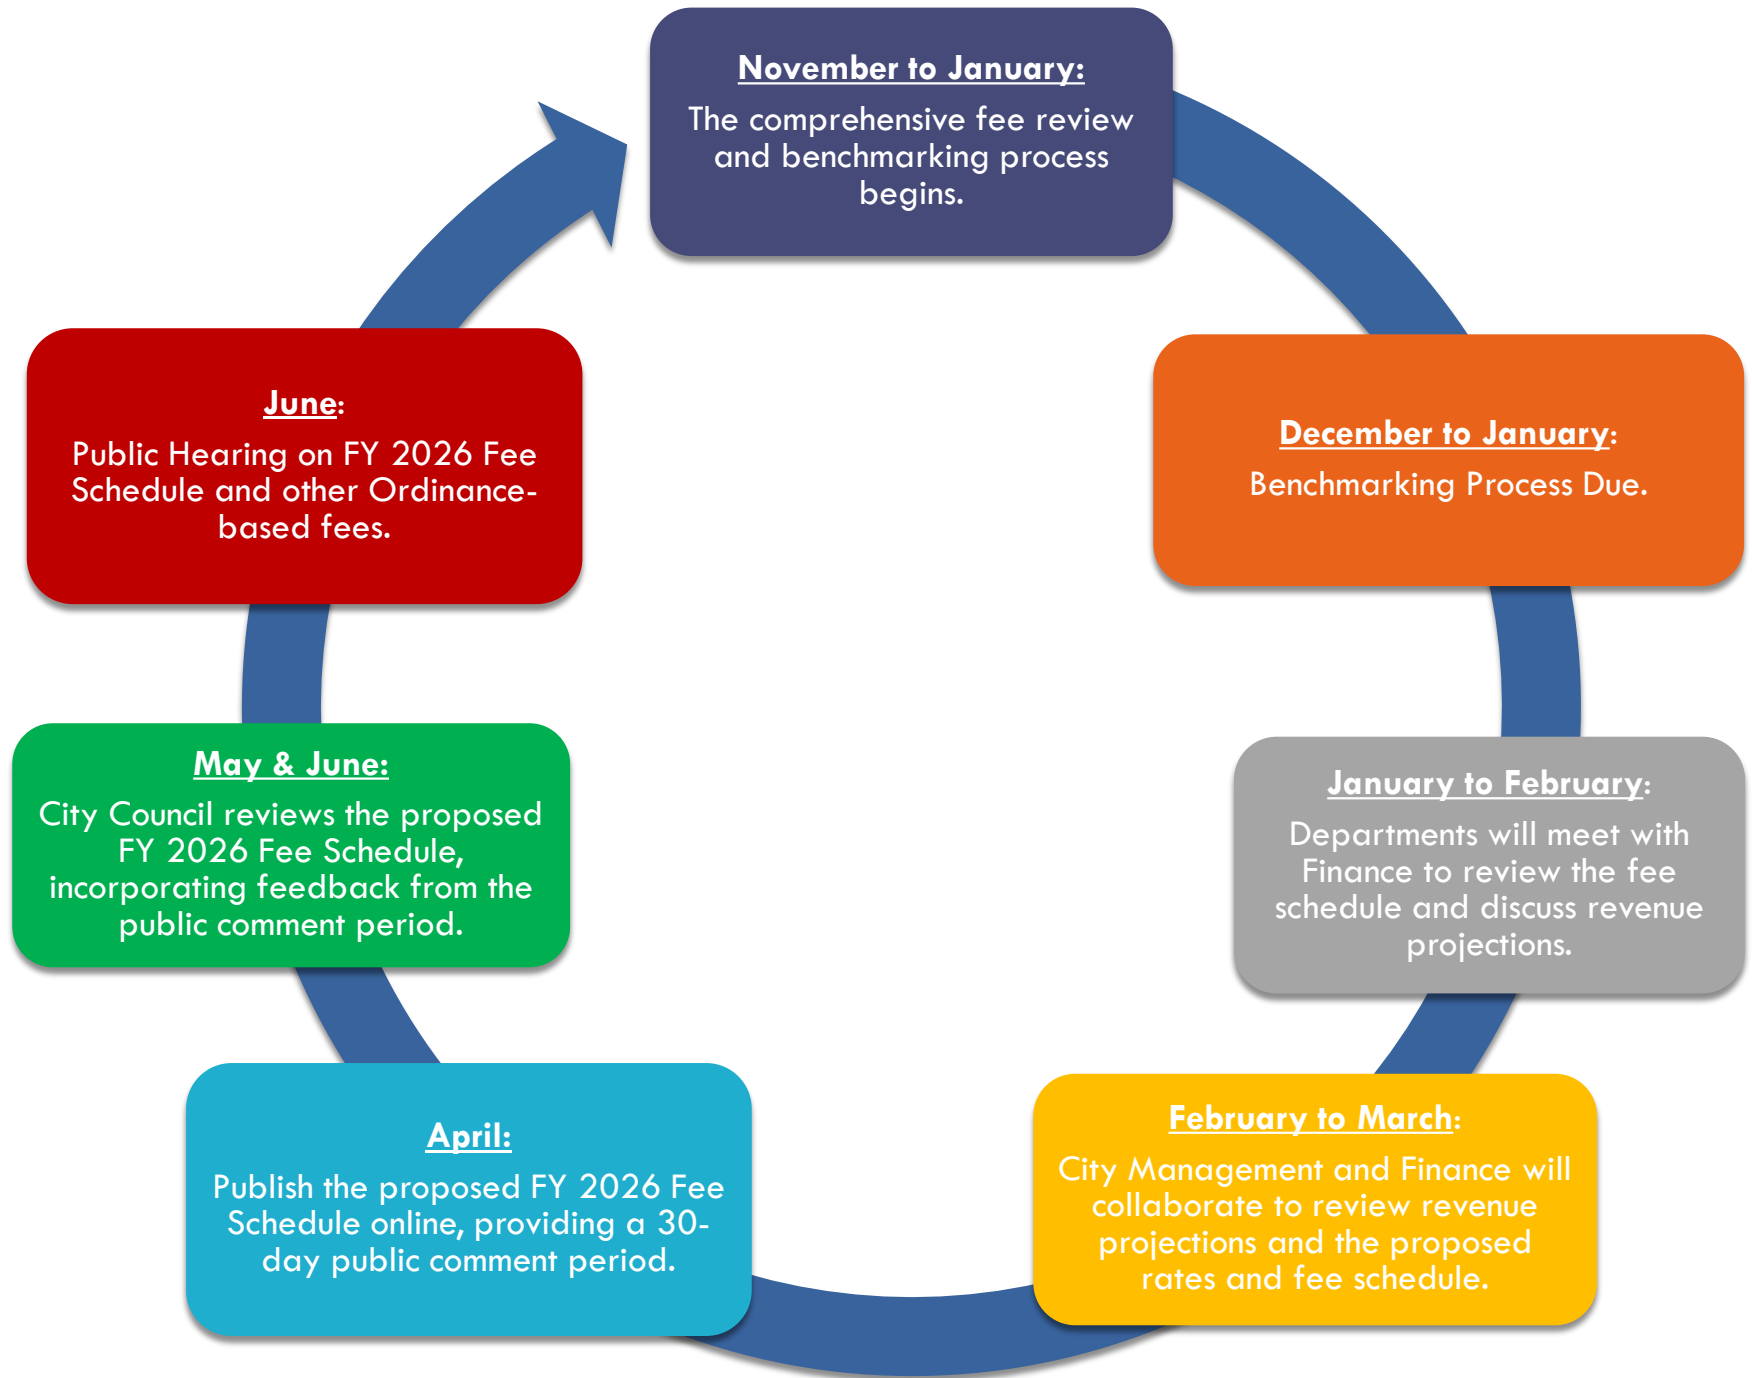 November to January:
The comprehensive fee review
and benchmarking process
begins.
December to January:
Benchmarking Process Due.
January to February:
Departments will meet with
Finance to review the fee
schedule and discuss revenue
projections.
February to March:
City Management and Finance will
collaborate to review revenue
projections and the proposed
rates and fee schedule.
April:
Publish the proposed FY 2026 Fee
Schedule online, providing a 30-
day public comment period.
May & June:
City Council reviews the proposed
FY 2026 Fee Schedule,
incorporating feedback from the
public comment period.
June:
Public Hearing on FY 2026 Fee
Schedule and other Ordinance-
based fees.